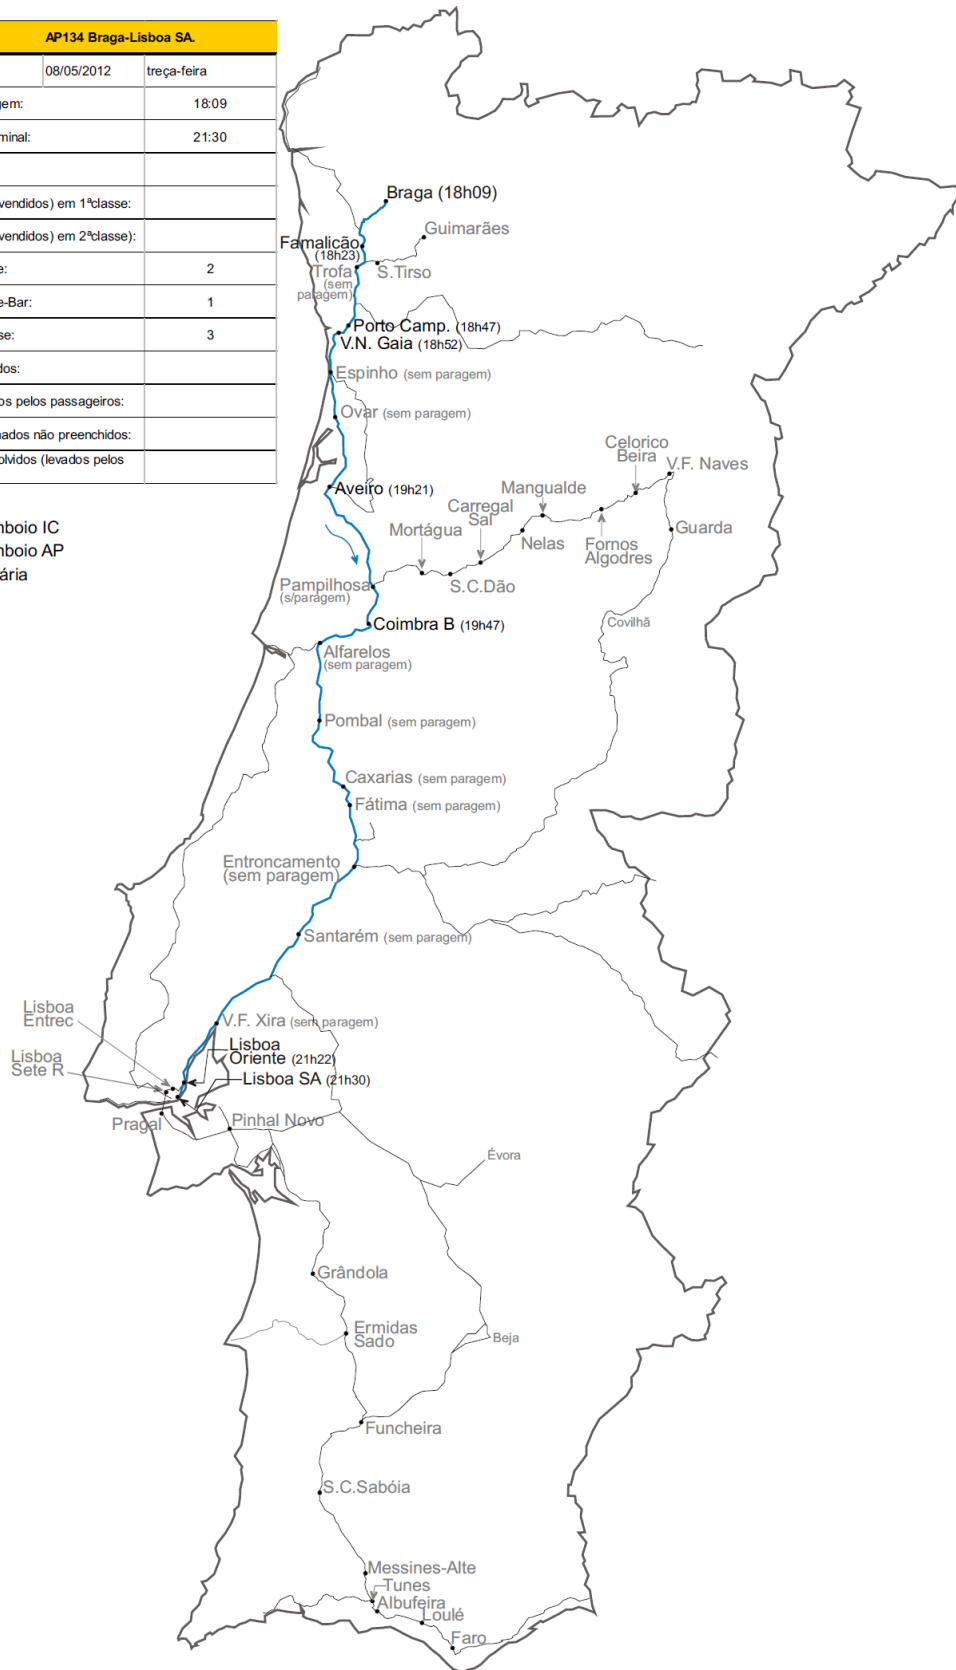 AP134 Braga-Lisboa SA.
08/05/2012 treça-feira
gem: 18:09
minal: 21:30
vendidos) em 1ªclasse:
vendidos) em 2ªclasse):
e: 2
e-Bar: 1
se: 3
dos:
os pelos passageiros:
nados não preenchidos:
olvidos (levados pelos
nboio IC
nboio AP
ária
Braga (18h09)
Guimarães
Famalicão
(18h23)
Trofa
(sem
paragem)
S.Tirso
Porto Camp. (18h47)
V.N. Gaia (18h52)
Espinho (sem paragem)
Ovar (sem paragem)
Celorico
Beira
V.F. Naves
Aveiro (19h21)
Mangualde
Carregal
Sal
Mortágua
Nelas
Fornos
Algodres
Guarda
Pampilhosa
(s/paragem)
S.C.Dão
Covilhã
Coimbra B (19h47)
Alfarelos
(sem paragem)
Pombal (sem paragem)
Caxarias (sem paragem)
Fátima (sem paragem)
Entroncamento
(sem paragem)
Santarém (sem paragem)
Lisboa
Entrec
V.F. Xira (sem paragem)
Lisboa
Oriente (21h22)
Lisboa
Sete R
Lisboa SA (21h30)
Pragal
Pinhal Novo
Évora
Grândola
Ermidas
Sado
Beja
Funcheira
S.C.Sabóia
Messines-Alte
Tunes
Albufeira
Loulé
Faro